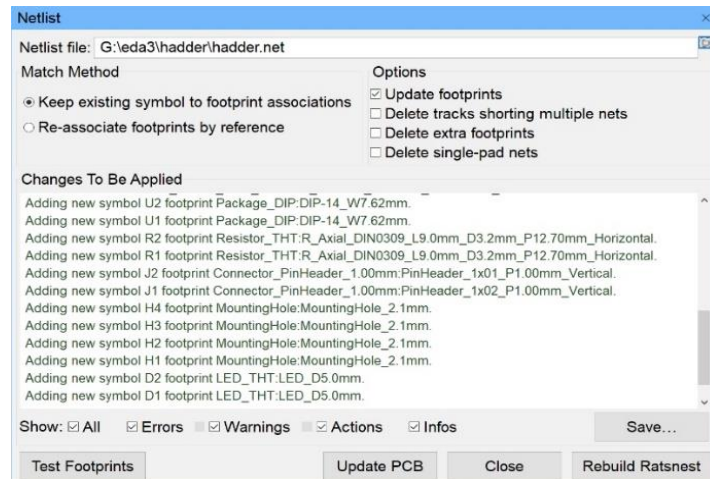 Netlist
Netlist file: G:\eda3\hadder\hadder.net
Match Method
Keep existing symbol to footprint associations
Re-associate footprints by reference
Options
Update footprints
Delete tracks shorting multiple nets
Delete extra footprints
Delete single-pad nets
Changes To Be Applied
Adding new symbol U2 footprint Package_DIP:DIP-14_W7.62mm.
Adding new symbol U1 footprint Package_DIP:DIP-14_W7.62mm.
Adding new symbol R2 footprint Resistor_THT:R_Axial_DIN0309_L9.0mm_D3.2mm_P12.70mm_Horizontal.
Adding new symbol R1 footprint Resistor_THT:R_Axial_DIN0309_L9.0mm_D3.2mm_P12.70mm_Horizontal.
Adding new symbol J2 footprint Connector_PinHeader_1.00mm:PinHeader_1x01_P1.00mm_Vertical.
Adding new symbol J1 footprint Connector_PinHeader_1.00mm:PinHeader_1x02_P1.00mm_Vertical.
Adding new symbol H4 footprint MountingHole:MountingHole_2.1mm.
Adding new symbol H3 footprint MountingHole:MountingHole_2.1mm.
Adding new symbol H2 footprint MountingHole:MountingHole_2.1mm.
Adding new symbol H1 footprint MountingHole:MountingHole_2.1mm.
Adding new symbol D2 footprint LED_THT:LED_D5.0mm.
Adding new symbol D1 footprint LED_THT:LED_D5.0mm.
Show: All Errors Warnings Actions Infos Save…
Test Footprints Update PCB Close Rebuild Ratsnest